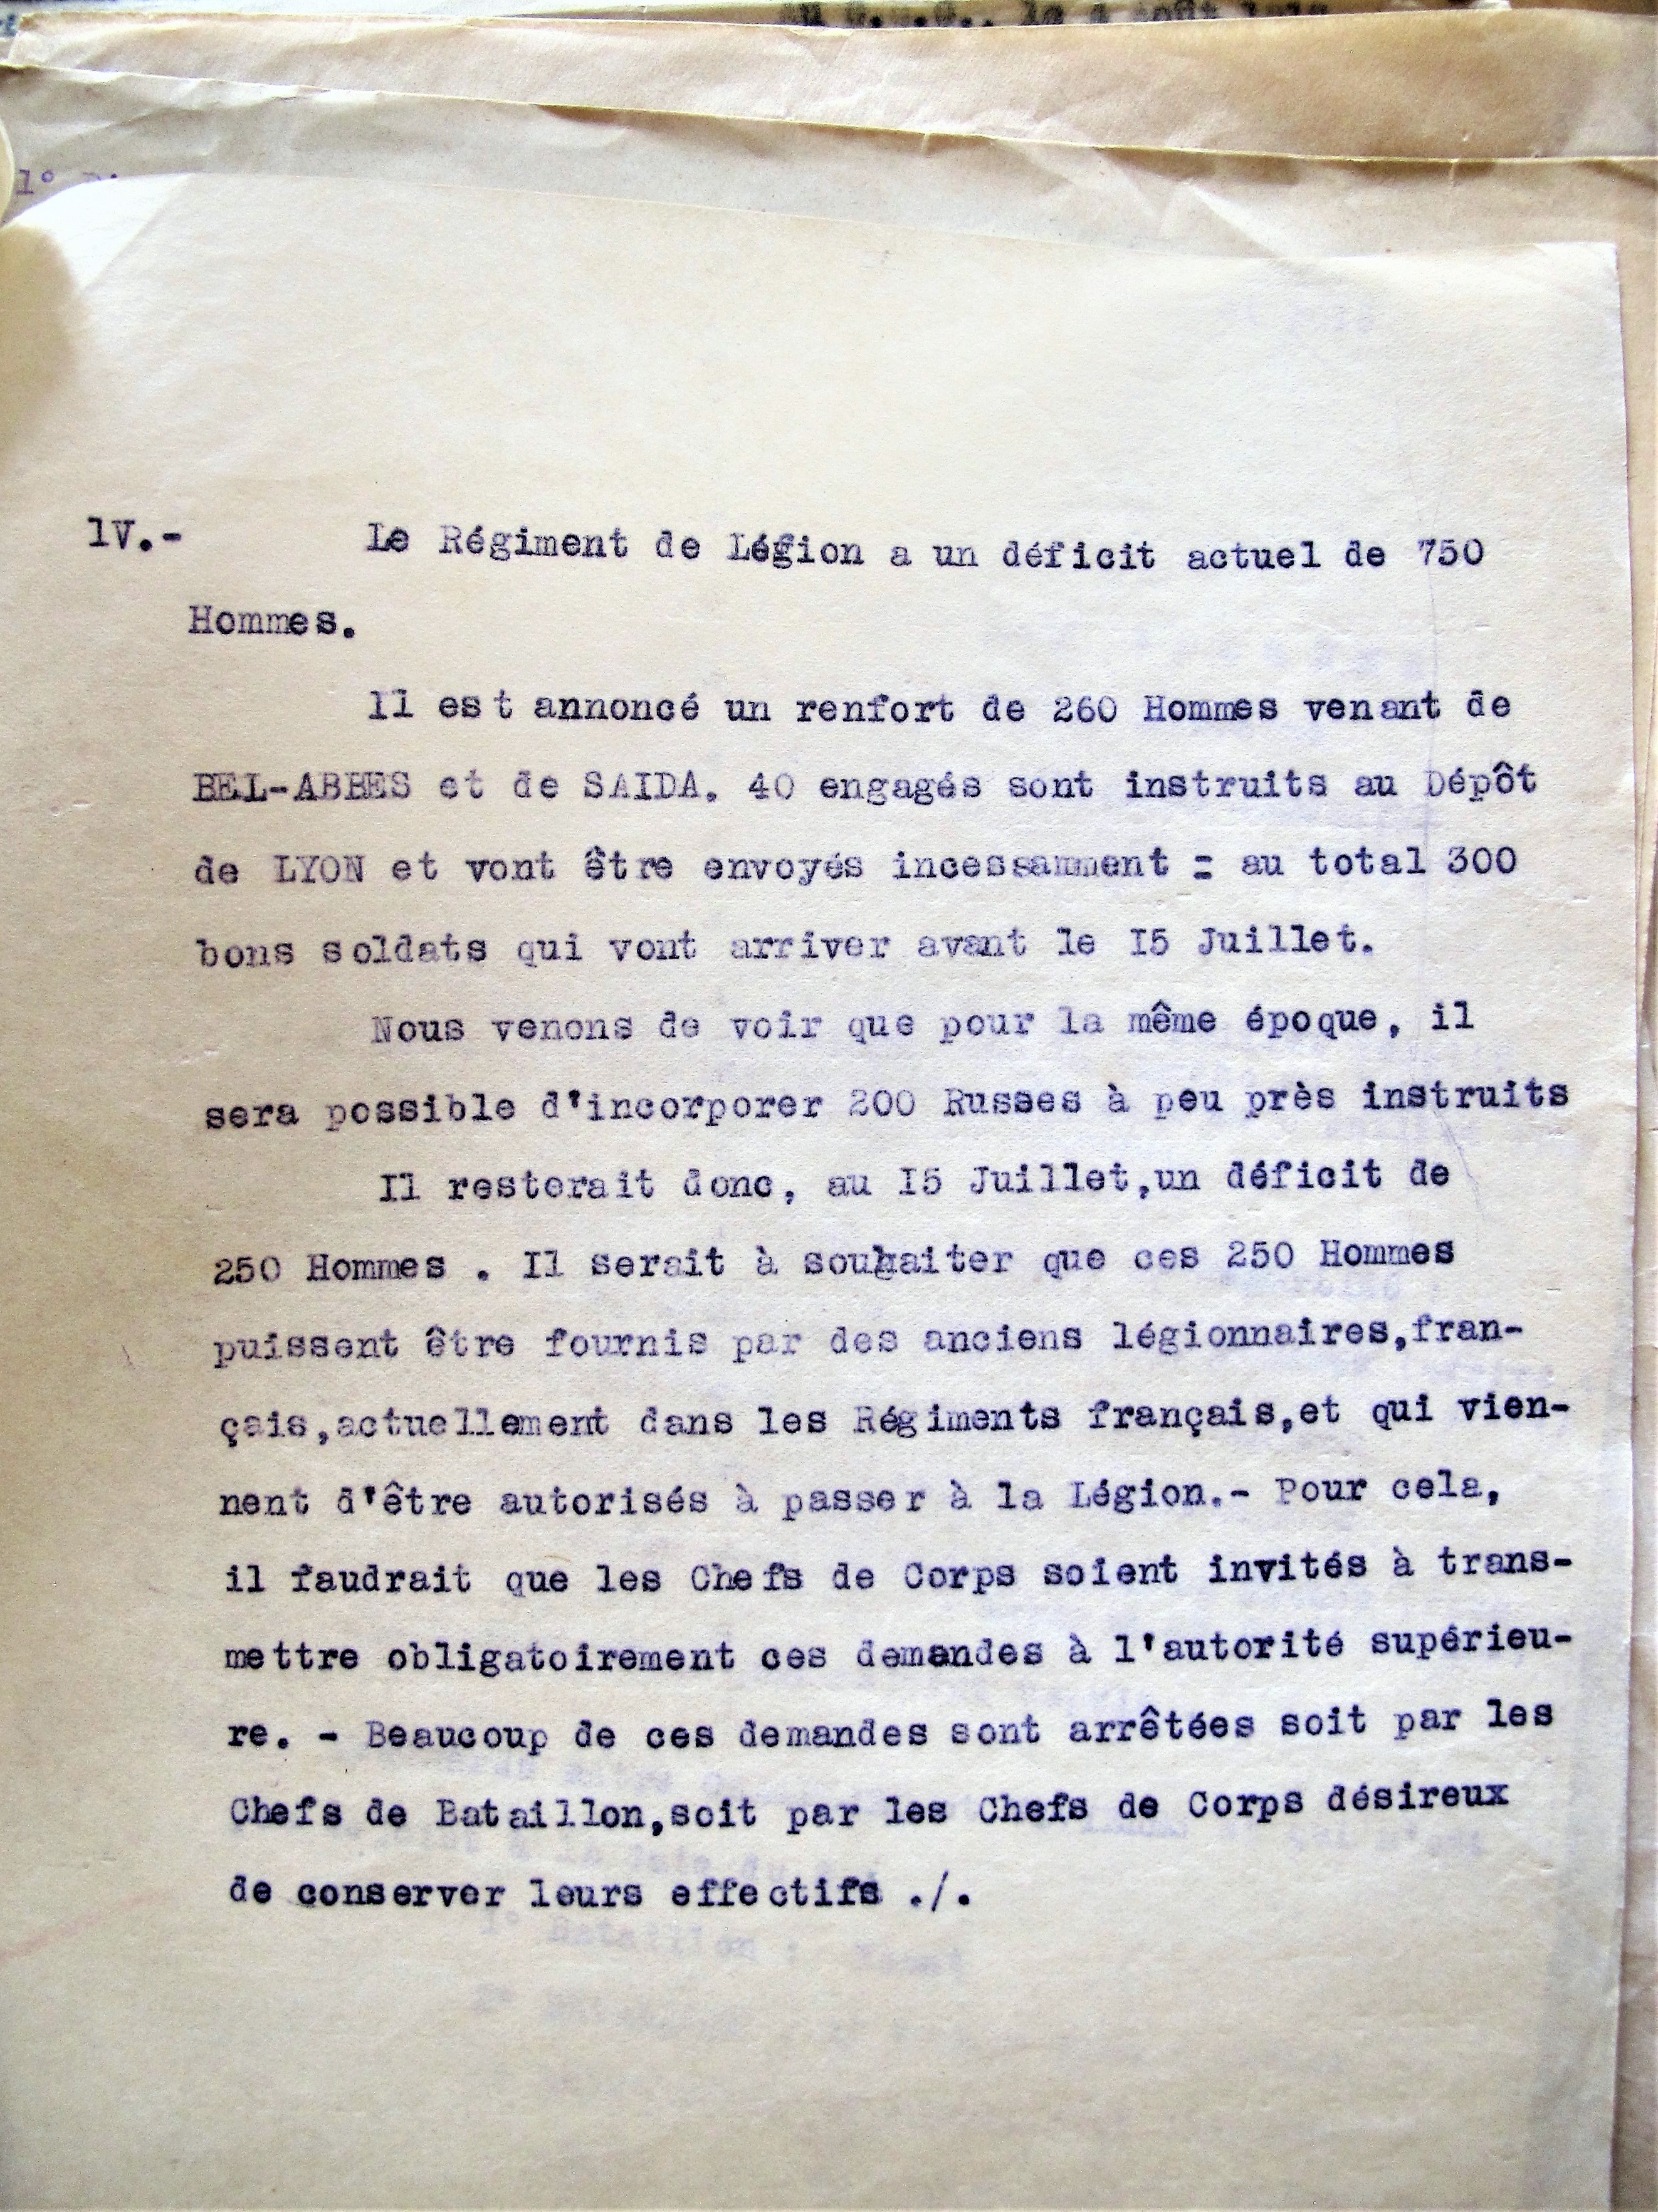 1V.- Le Régiment de Légion a un déficit actuel de 750
Hommes.
Il est annoncé un renfort de 260 Hommes venant de
BEL-ABBES et de SAIDA. 40 engagés sont instruits au Dépôt
de LYON et vont être envoyés incessamment : au total 300
bons soldats qui vont arriver avant le I5 Juillet.
Nous venons de voir que pour la même époque, il
sera possible d'incorporer 200 Russes à peu près instruits
Il resterait donc, au I5 Juillet,un déficit de
250 Hommes . Il serait à souhaiter que ces 250 Hommes
puissent être fournis par des anciens légionnaires,fran-
çais,actuellement dans les Régiments français,et qui vien-
nent d'être autorisés à passer à la Légion.- Pour cela,
il faudrait que les Chefs de Corps soient invités à trans-
mettre obligatoirement ces demandes à l'autorité supérieu-
re. - Beaucoup de ces demandes sont arrêtées soit par les
Chefs de Bataillon,soit par les Chefs de Corps désireux
de conserver leurs effectifs ./.